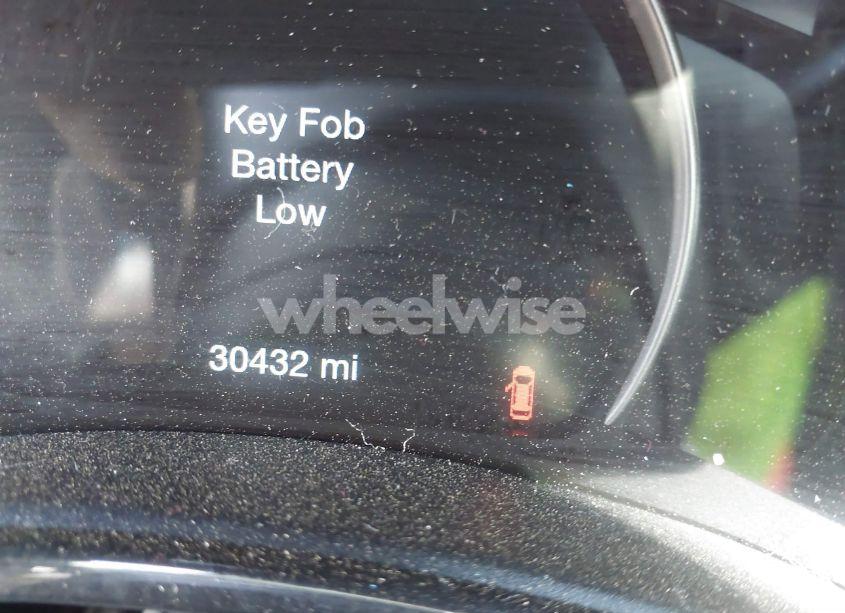 Key Fob
Battery
Low
wheelwise
30432 mi